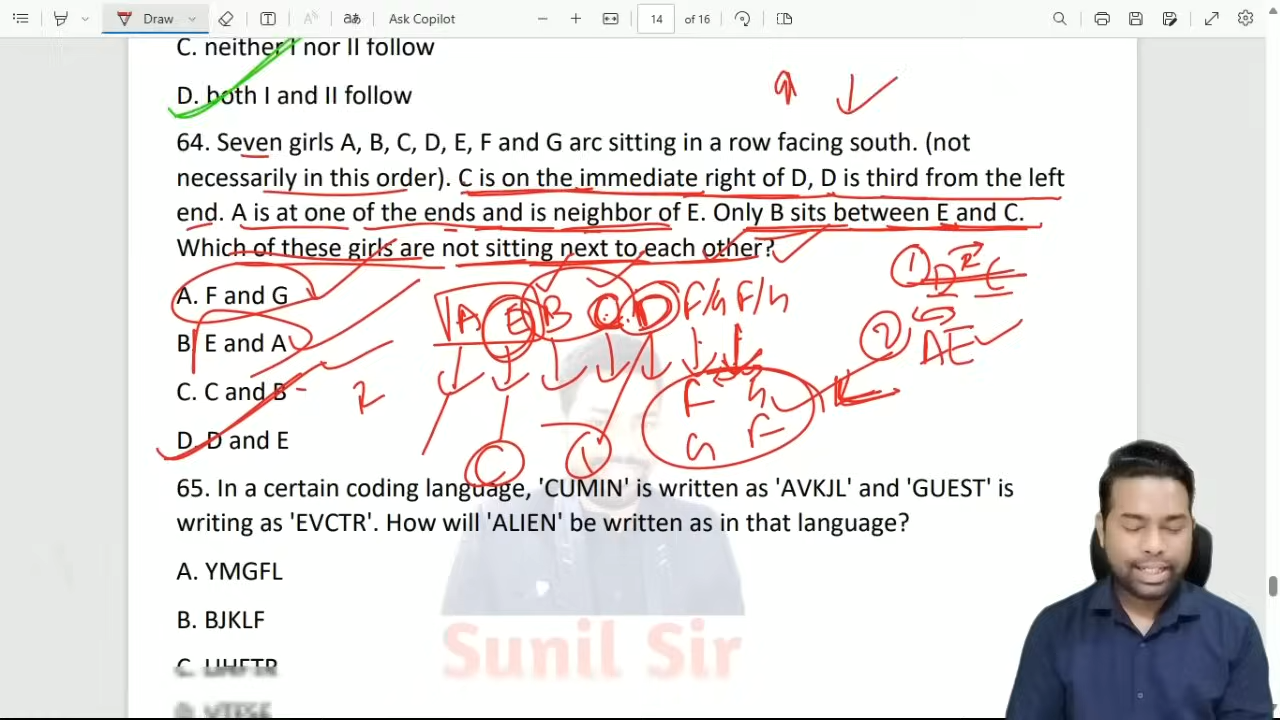 Draw
Ask Copilot
14 of 16
C. neither I nor II follow
D. both I and II follow
64. Seven girls A, B, C, D, E, F and G arc sitting in a row facing south. (not
necessarily in this order). C is on the immediate right of D, D is third from the left
end. A is at one of the ends and is neighbor of E. Only B sits between E and C.
Which of these girls are not sitting next to each other?
A. F and G
B. E and A
C. C and B
D. D and E
A E B C D F/G F/G
1 D R C
2 AE
F G
G F
C L
R
65. In a certain coding language, 'CUMIN' is written as 'AVKJL' and 'GUEST' is
writing as 'EVCTR'. How will 'ALIEN' be written as in that language?
A. YMGFL
B. BJKLF
Sunil Sir